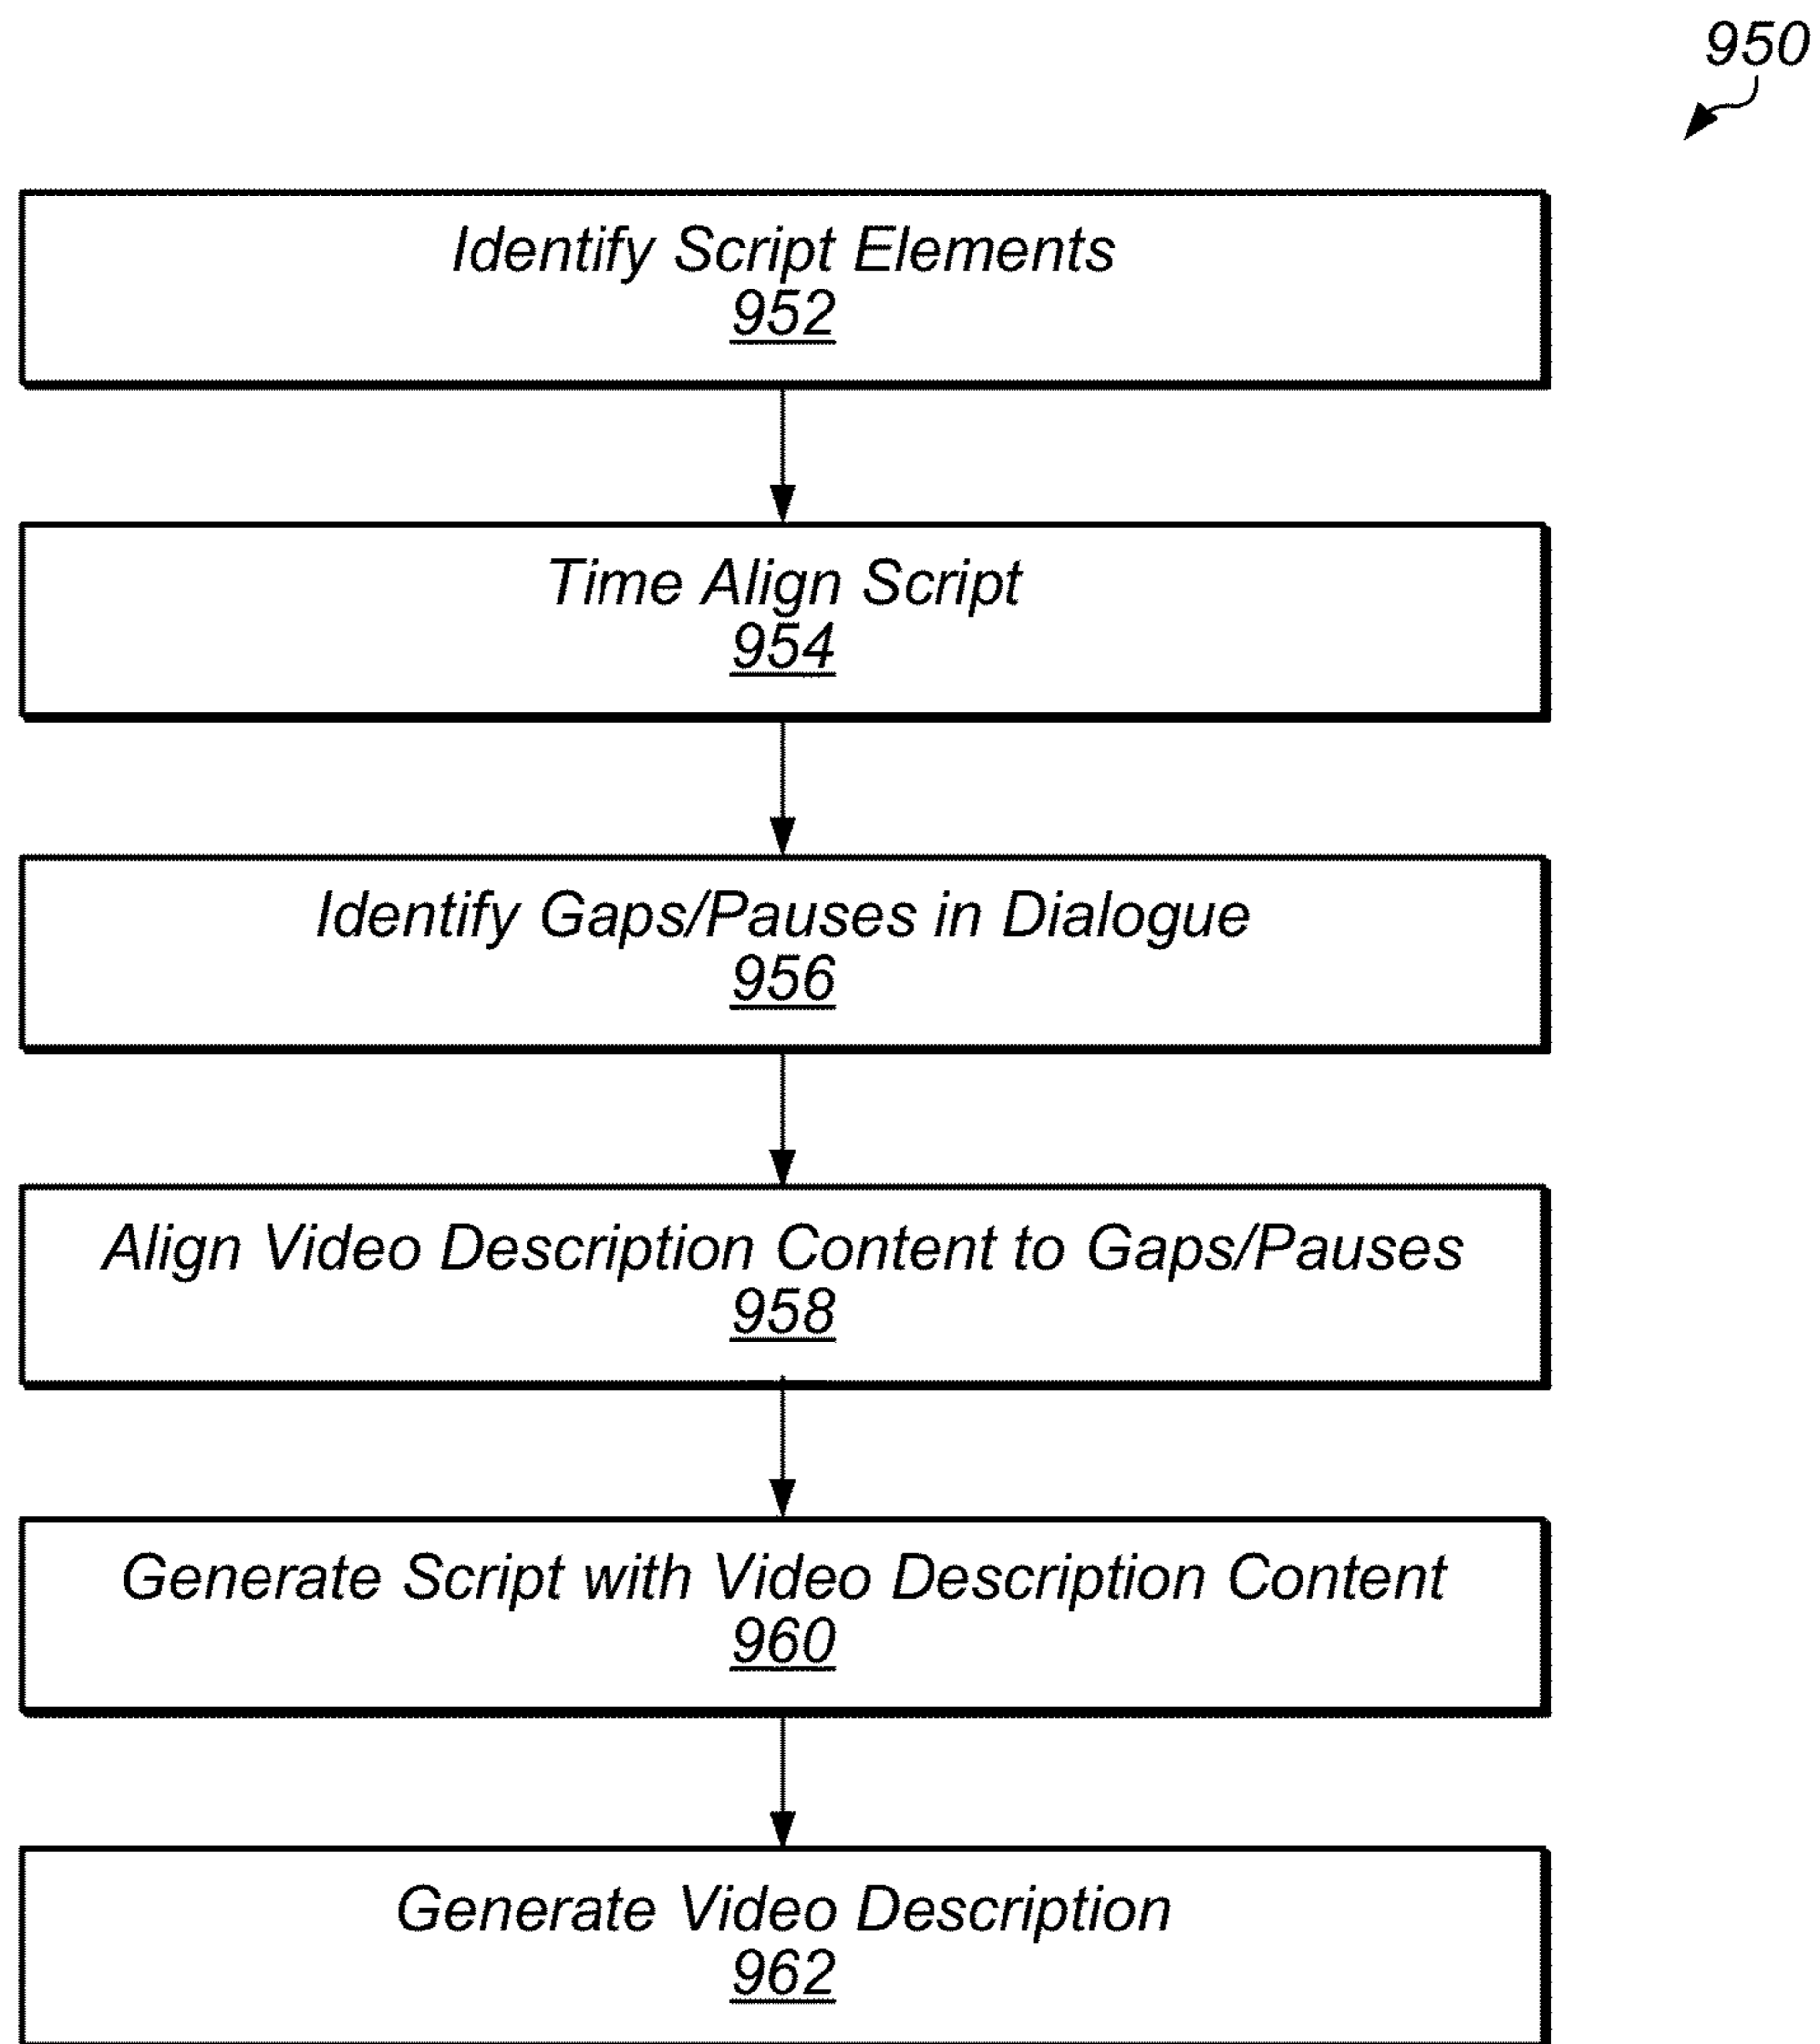 950
Identify Script Elements
952
Time Align Script
954
Identify Gaps/Pauses in Dialogue
956
Align Video Description Content to Gaps/Pauses
958
Generate Script with Video Description Content
960
Generate Video Description
962